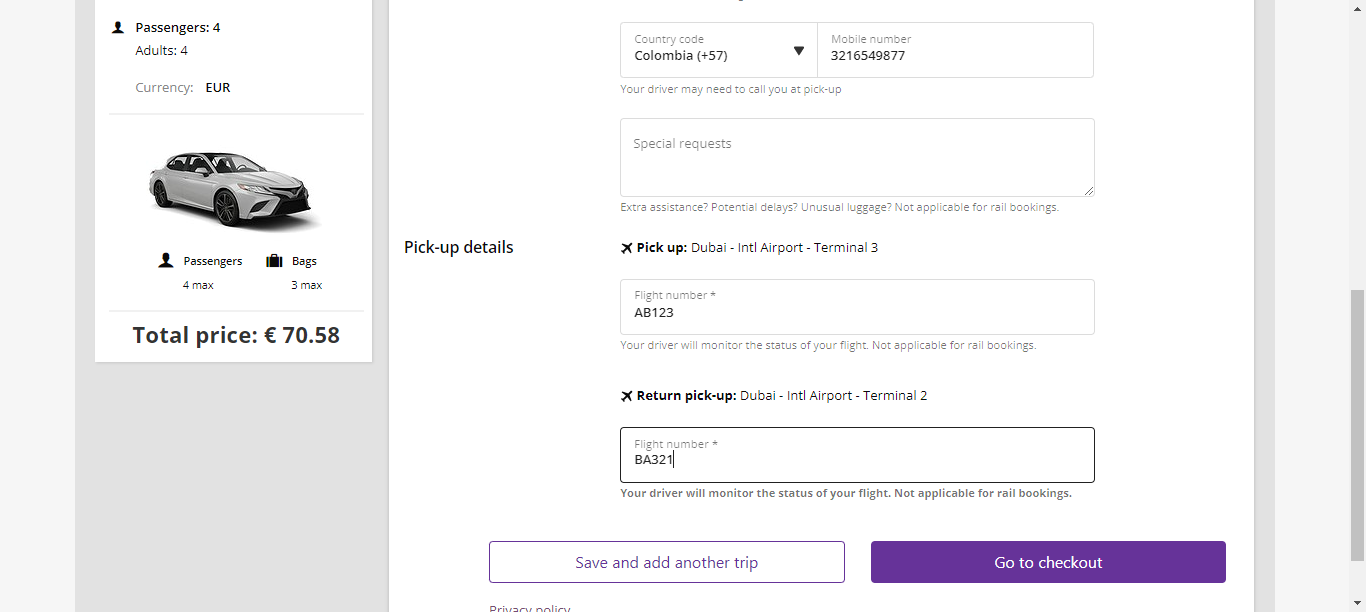 Passengers: 4
Adults: 4
Currency: EUR
Passengers
4 max
Bags
3 max
Total price: € 70.58
Country code
Colombia (+57)
Mobile number
3216549877
Your driver may need to call you at pick-up
Special requests
Extra assistance? Potential delays? Unusual luggage? Not applicable for rail bookings.
Pick-up details
Pick up: Dubai - Intl Airport - Terminal 3
Flight number *
AB123
Your driver will monitor the status of your flight. Not applicable for rail bookings.
Return pick-up: Dubai - Intl Airport - Terminal 2
Flight number *
BA321
Your driver will monitor the status of your flight. Not applicable for rail bookings.
Save and add another trip
Go to checkout
Privacy policy